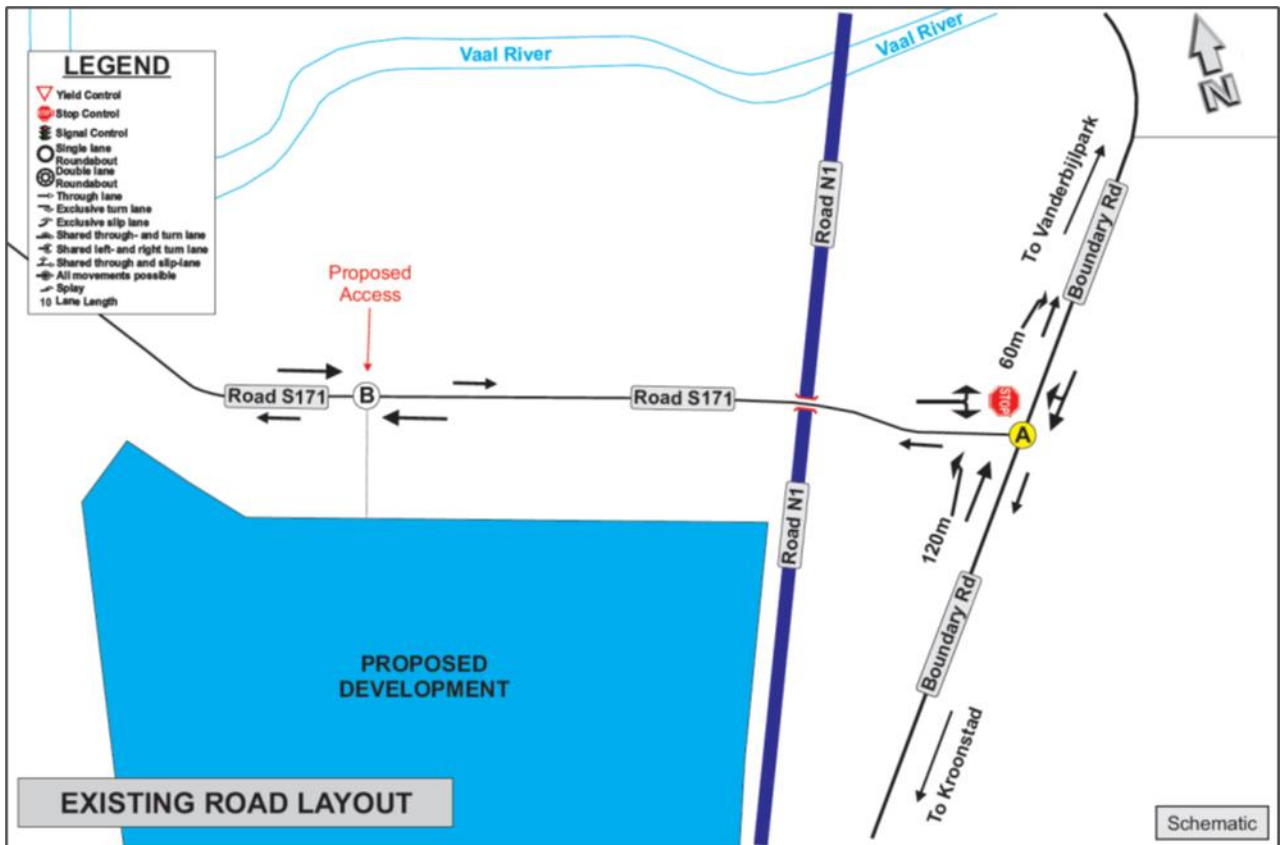 Vaal River
Vaal River
N
LEGEND
Yield Control
STOP Stop Control
Signal Control
Single lane
Roundabout
Double lane
Roundabout
Through lane
Exclusive turn lane
Exclusive slip lane
Shared through- and turn lane
Shared left- and right turn lane
Shared through and slip-lane
All movements possible
Splay
10 Lane Length
Road N1
To Vanderbijlpark
Boundary Rd
Proposed
Access
60m
Road S171
B
Road S171
STOP
A
Road N1
120m
Boundary Rd
PROPOSED
DEVELOPMENT
To Kroonstad
EXISTING ROAD LAYOUT
Schematic